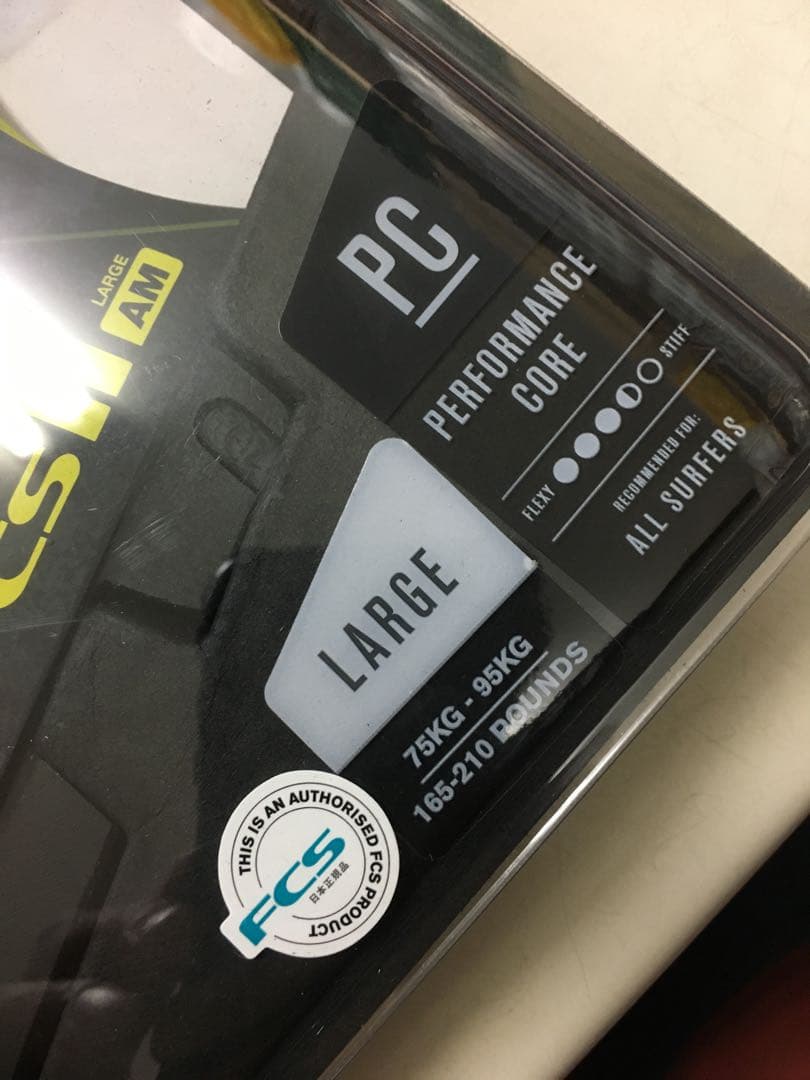 LARGE
AM
PC
PERFORMANCE
CORE
FLEXY
STIFF
RECOMMENDED FOR:
ALL SURFERS
LARGE
75KG - 95KG
165-210 POUNDS
THIS IS AN AUTHORISED FCS PRODUCT
FCS
日本正規品